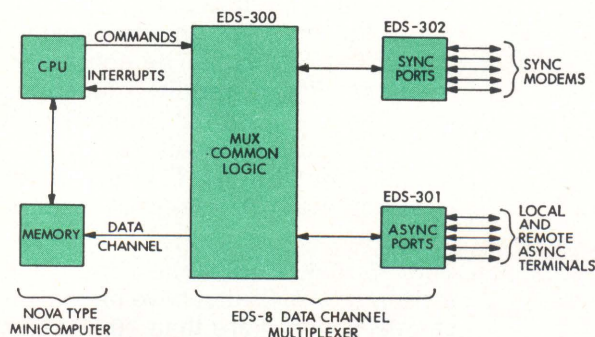 EDS-300
COMMANDS
EDS-302
CPU
SYNC
PORTS
SYNC
MODEMS
INTERRUPTS
MUX
COMMON
LOGIC
EDS-301
MEMORY
DATA
CHANNEL
ASYNC
PORTS
LOCAL
AND
REMOTE
ASYNC
TERMINALS
NOVA TYPE
MINICOMPUTER
EDS-8 DATA CHANNEL
MULTIPLEXER